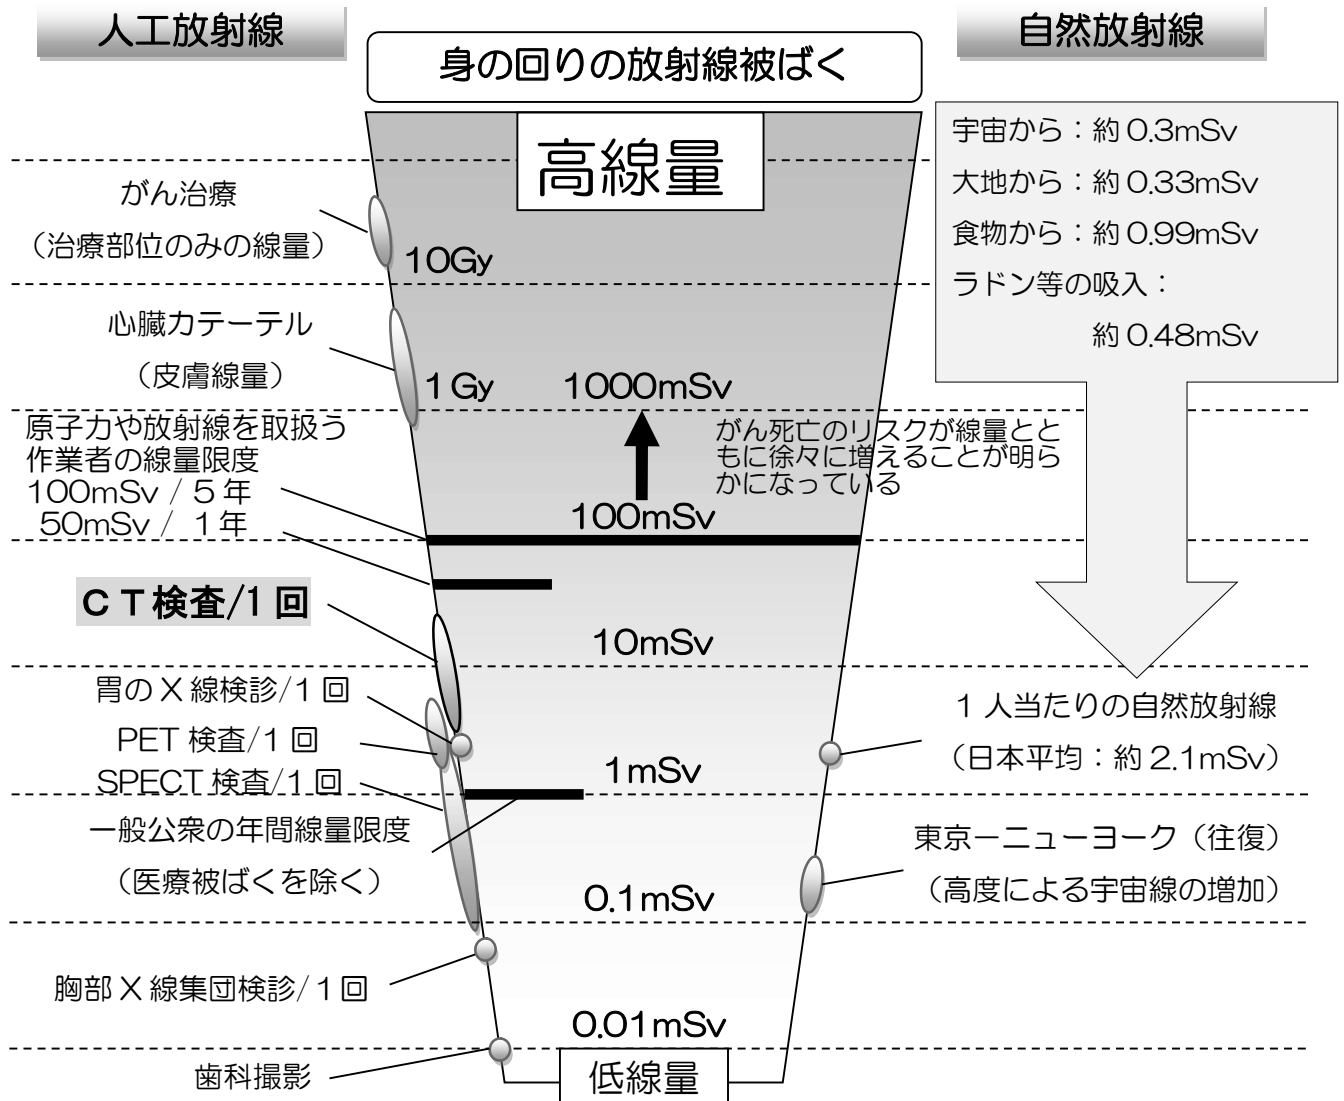 人工放射線
身の回りの放射線被ばく
自然放射線
高線量
がん治療
（治療部位のみの線量）
10Gy
心臓カテーテル
（皮膚線量）
1Gy
1000mSv
原子力や放射線を取扱う
作業者の線量限度
100mSv / 5年
50mSv / 1年
がん死亡のリスクが線量とと
もに徐々に増えることが明ら
かになっている
100mSv
ＣＴ検査/1回
10mSv
胃のX線検診/1回
PET 検査/1回
SPECT 検査/1回
1mSv
一般公衆の年間線量限度
（医療被ばくを除く）
0.1mSv
胸部X線集団検診/1回
0.01mSv
歯科撮影
低線量
宇宙から：約0.3mSv
大地から：約0.33mSv
食物から：約0.99mSv
ラドン等の吸入：
約0.48mSv
1人当たりの自然放射線
（日本平均：約2.1mSv）
東京ーニューヨーク（往復）
（高度による宇宙線の増加）